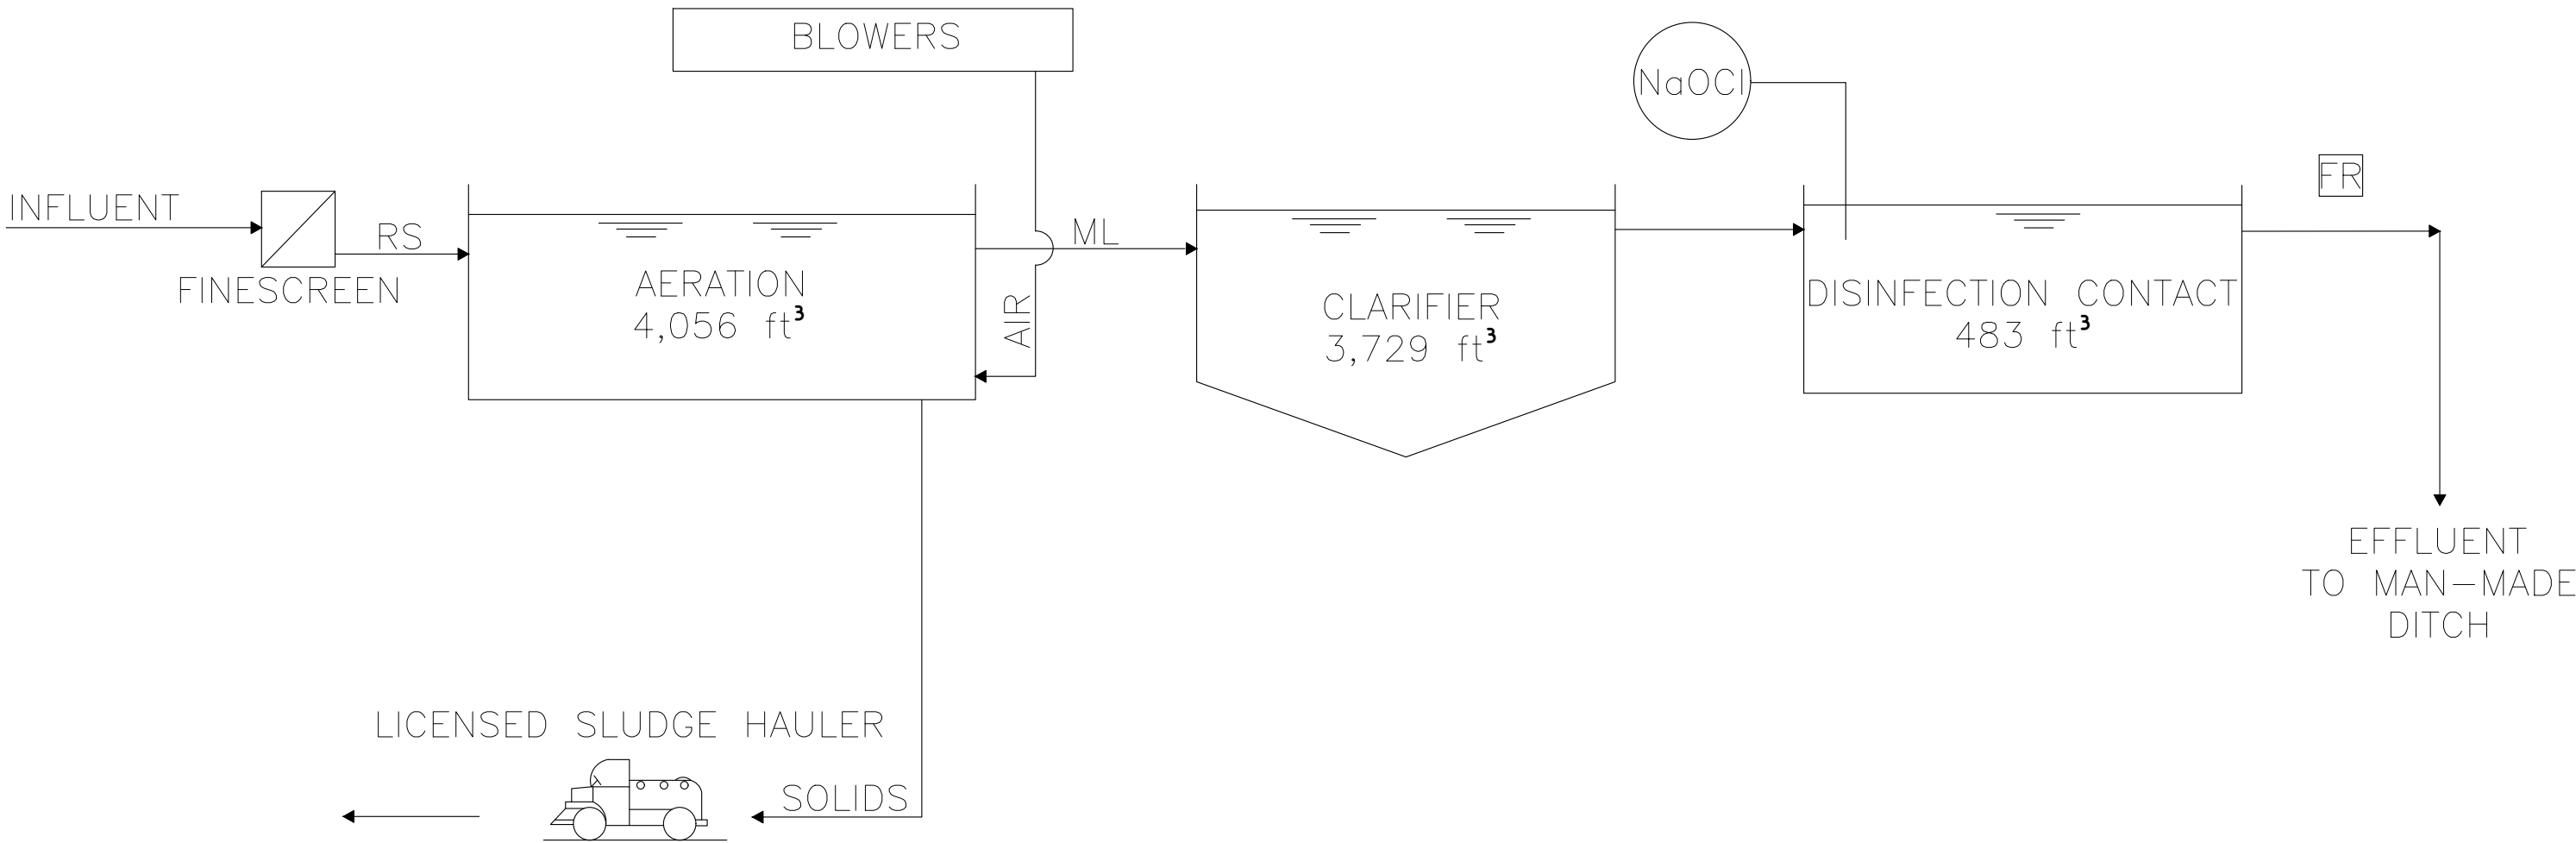 BLOWERS
NaOCl
INFLUENT
FINESCREEN
RS
AERATION
4,056 ft³
AIR
ML
CLARIFIER
3,729 ft³
DISINFECTION CONTACT
483 ft³
FR
EFFLUENT
TO MAN-MADE
DITCH
LICENSED SLUDGE HAULER
SOLIDS